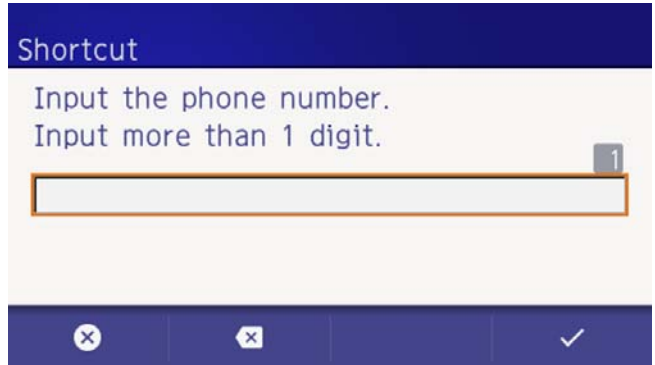 Shortcut
Input the phone number.
Input more than 1 digit.
1